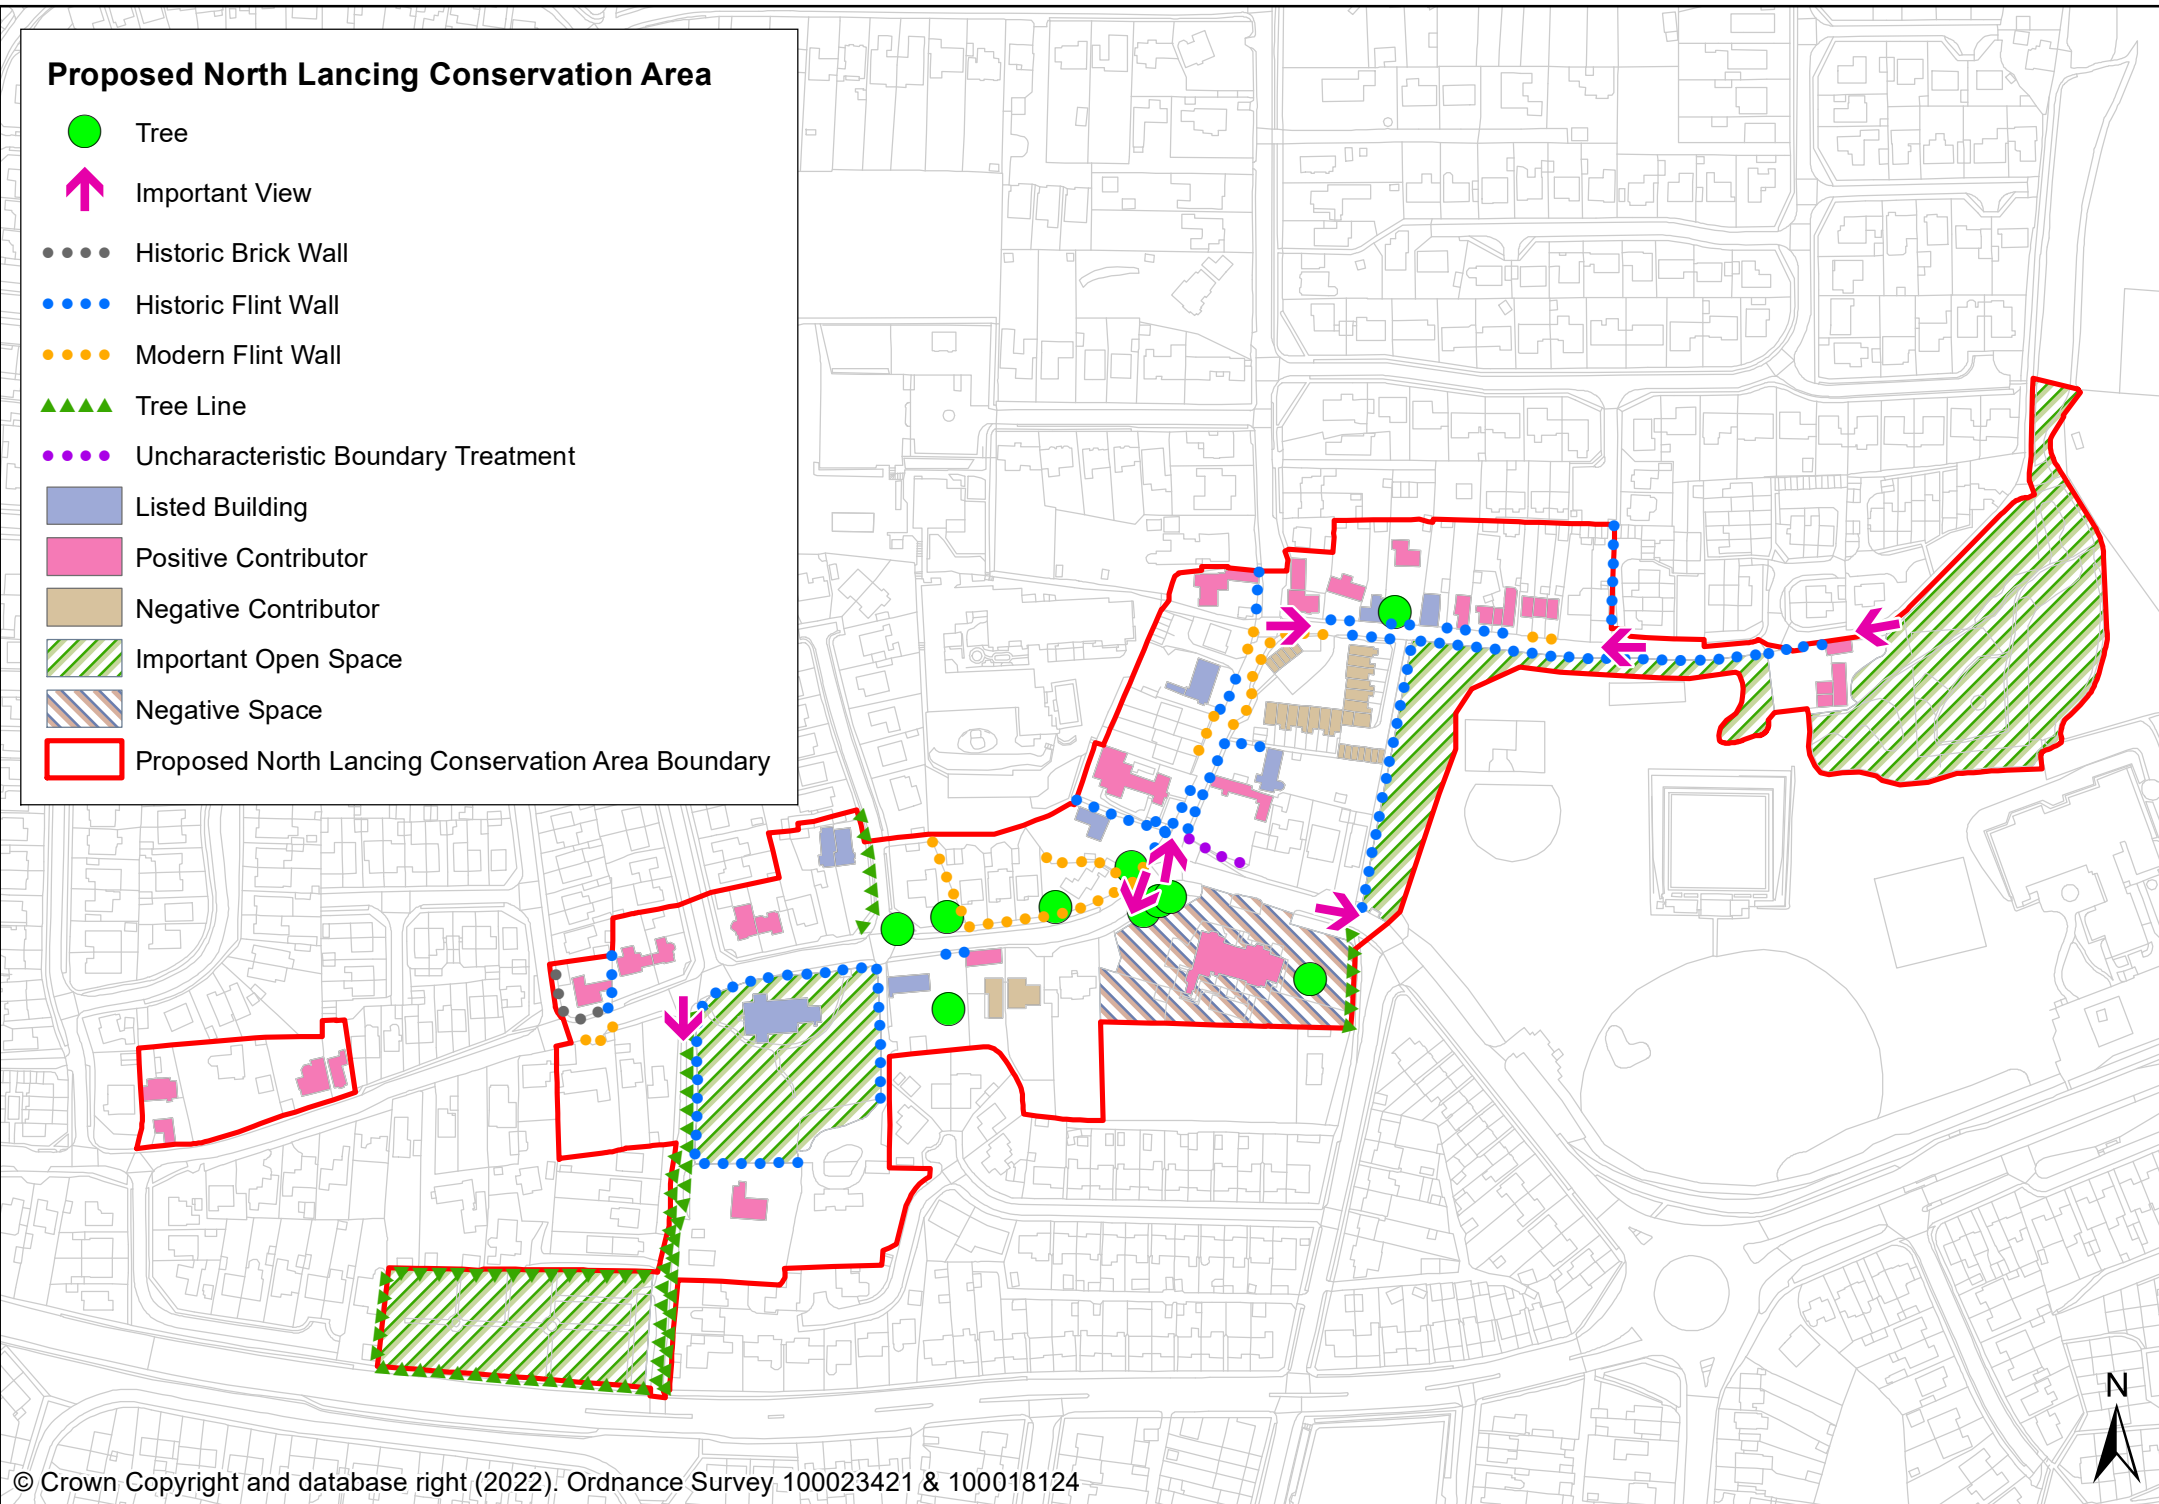 Proposed North Lancing Conservation Area
Tree
Important View
Historic Brick Wall
Historic Flint Wall
Modern Flint Wall
Tree Line
Uncharacteristic Boundary Treatment
Listed Building
Positive Contributor
Negative Contributor
Important Open Space
Negative Space
Proposed North Lancing Conservation Area Boundary
N
© Crown Copyright and database right (2022). Ordnance Survey 100023421 & 100018124